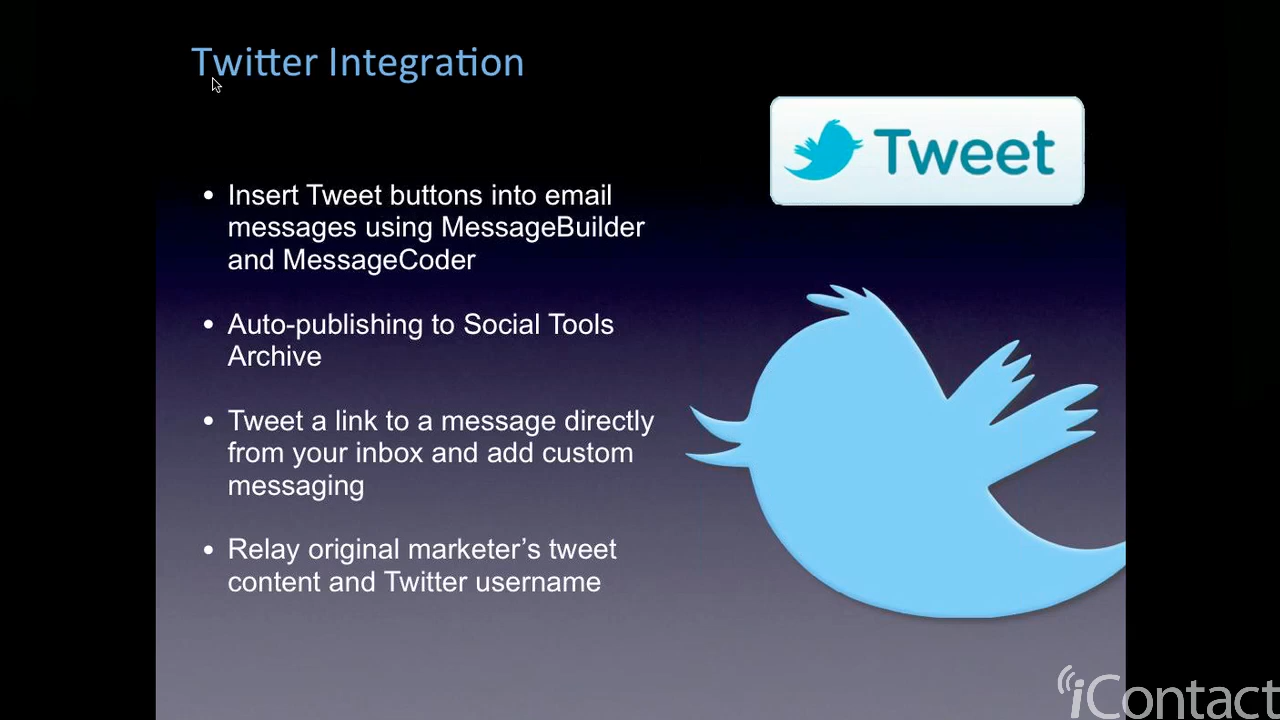 Twitter Integration
Tweet
• Insert Tweet buttons into email
messages using MessageBuilder
and MessageCoder
• Auto-publishing to Social Tools
Archive
• Tweet a link to a message directly
from your inbox and add custom
messaging
• Relay original marketer’s tweet
content and Twitter username
iContact